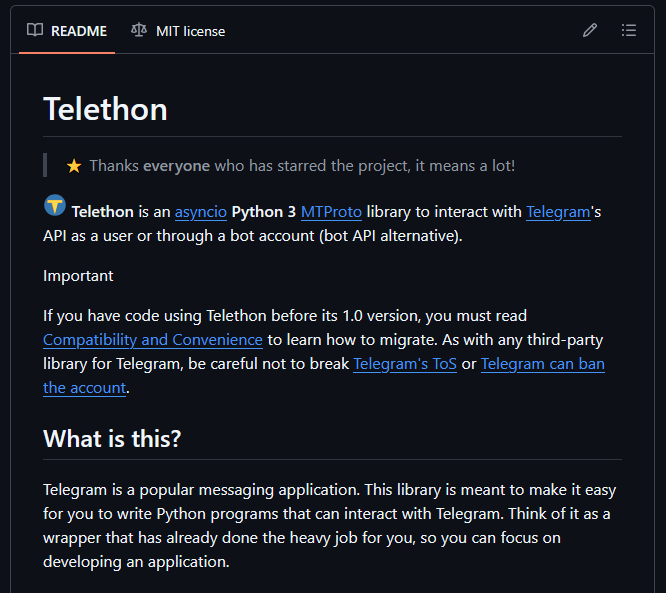 README
MIT license
Telethon
⭐ Thanks everyone who has starred the project, it means a lot!
Telethon is an asyncio Python 3 MTProto library to interact with Telegram's
API as a user or through a bot account (bot API alternative).
Important
If you have code using Telethon before its 1.0 version, you must read
Compatibility and Convenience to learn how to migrate. As with any third-party
library for Telegram, be careful not to break Telegram's ToS or Telegram can ban
the account.
What is this?
Telegram is a popular messaging application. This library is meant to make it easy
for you to write Python programs that can interact with Telegram. Think of it as a
wrapper that has already done the heavy job for you, so you can focus on
developing an application.